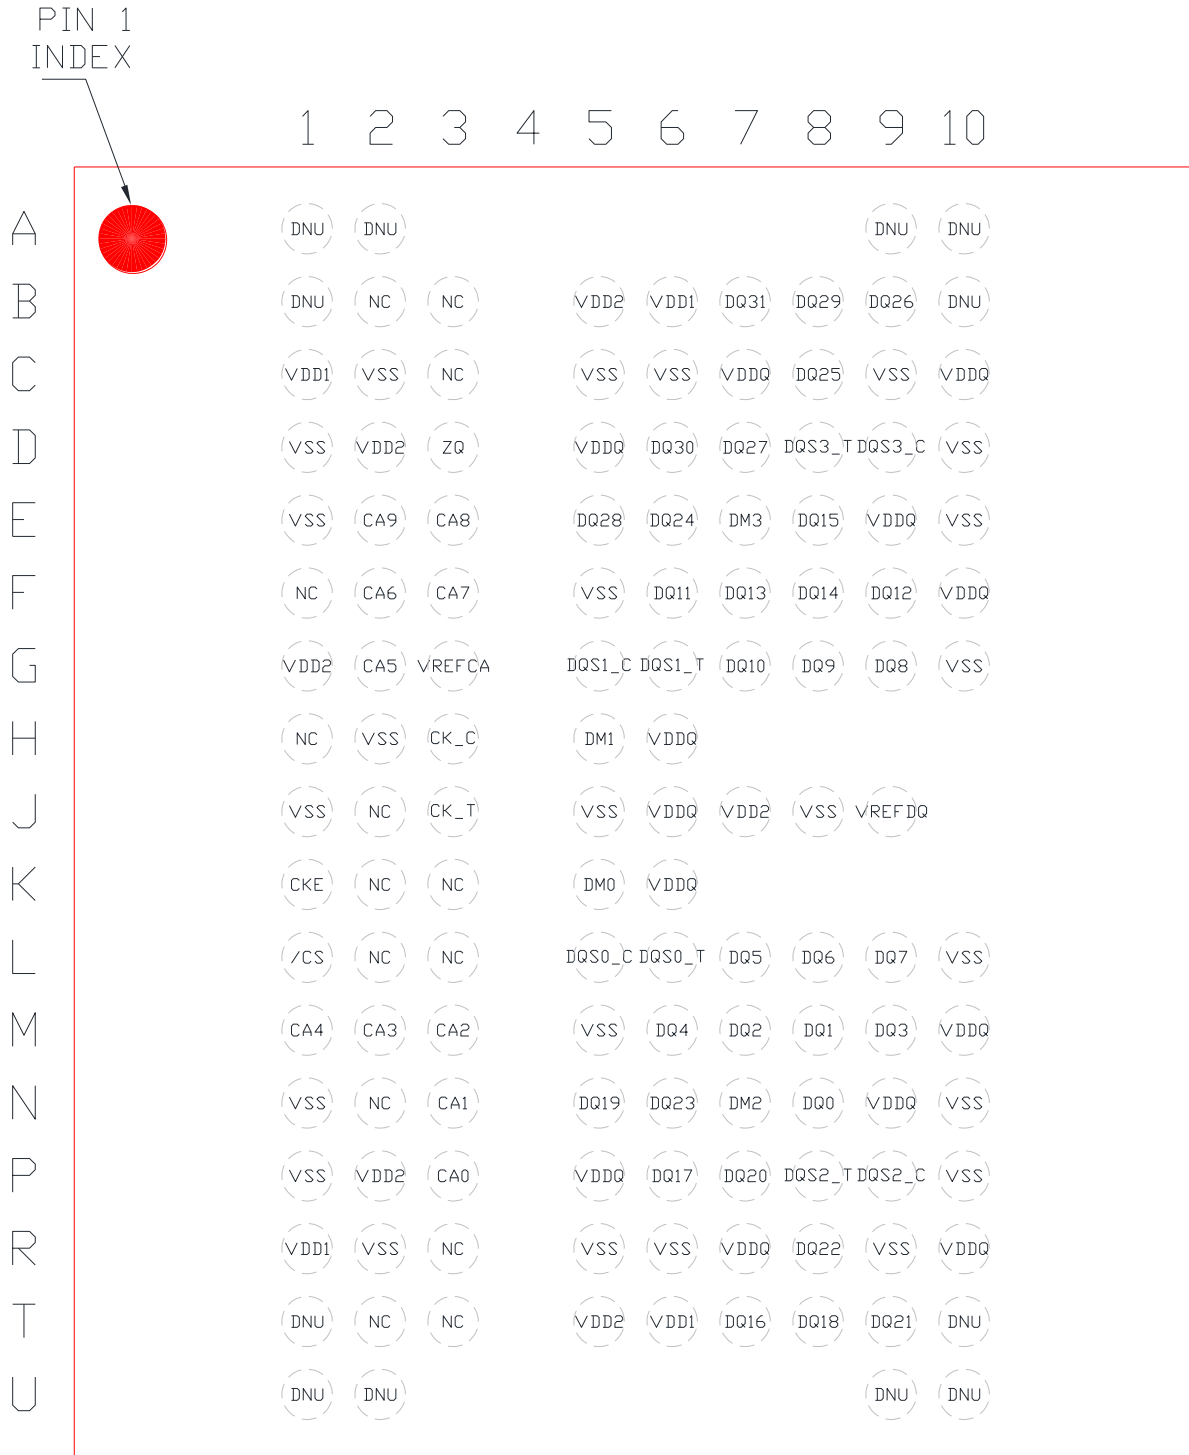 PIN 1
INDEX
1 2 3 4 5 6 7 8 9 10
A DNU DNU DNU DNU
B DNU NC NC VDD2 VDD1 DQ31 DQ29 DQ26 DNU
C VDD1 VSS NC VSS VSS VDDQ DQ25 VSS VDDQ
D VSS VDD2 ZQ VDDQ DQ30 DQ27 DQS3_T DQS3_C VSS
E VSS CA9 CA8 DQ28 DQ24 DM3 DQ15 VDDQ VSS
F NC CA6 CA7 VSS DQ11 DQ13 DQ14 DQ12 VDDQ
G VDD2 CA5 VREFCA DQS1_C DQS1_T DQ10 DQ9 DQ8 VSS
H NC VSS CK_C DM1 VDDQ
J VSS NC CK_T VSS VDDQ VDD2 VSS VREFDQ
K CKE NC NC DM0 VDDQ
L /CS NC NC DQS0_C DQS0_T DQ5 DQ6 DQ7 VSS
M CA4 CA3 CA2 VSS DQ4 DQ2 DQ1 DQ3 VDDQ
N VSS NC CA1 DQ19 DQ23 DM2 DQ0 VDDQ VSS
P VSS VDD2 CA0 VDDQ DQ17 DQ20 DQS2_T DQS2_C VSS
R VDD1 VSS NC VSS VSS VDDQ DQ22 VSS VDDQ
T DNU NC NC VDD2 VDD1 DQ16 DQ18 DQ21 DNU
U DNU DNU DNU DNU